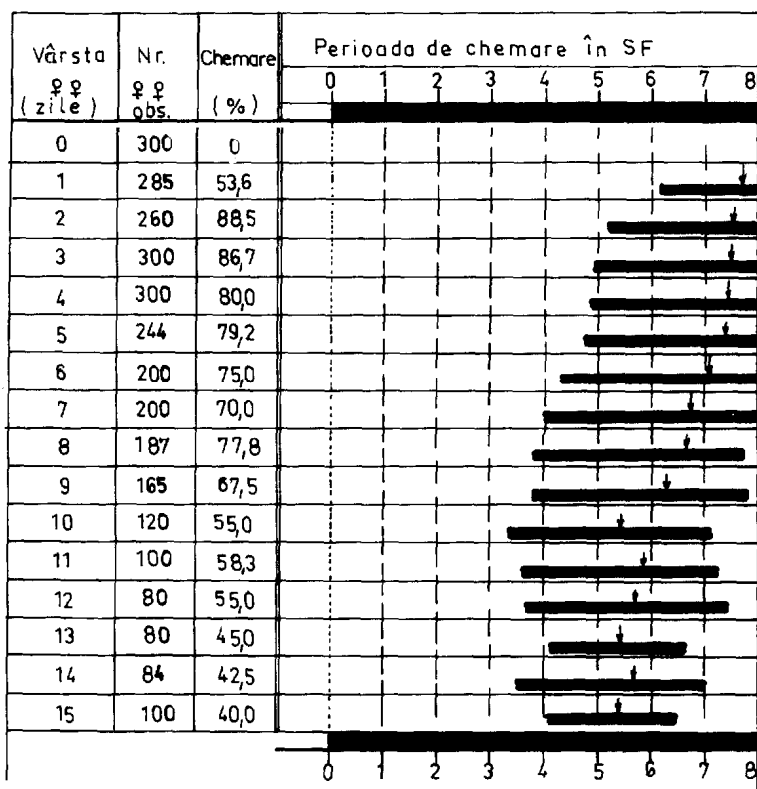 Vârsta Nr. Chemare Perioada de chemare în SF
♀♀ ♀♀ 0 1 2 3 4 5 6 7 8
(zile) obs. (%)
0 300 0
1 285 53,6
2 260 88,5
3 300 86,7
4 300 80,0
5 244 79,2
6 200 75,0
7 200 70,0
8 187 77,8
9 165 67,5
10 120 55,0
11 100 58,3
12 80 55,0
13 80 45,0
14 84 42,5
15 100 40,0
0 1 2 3 4 5 6 7 8